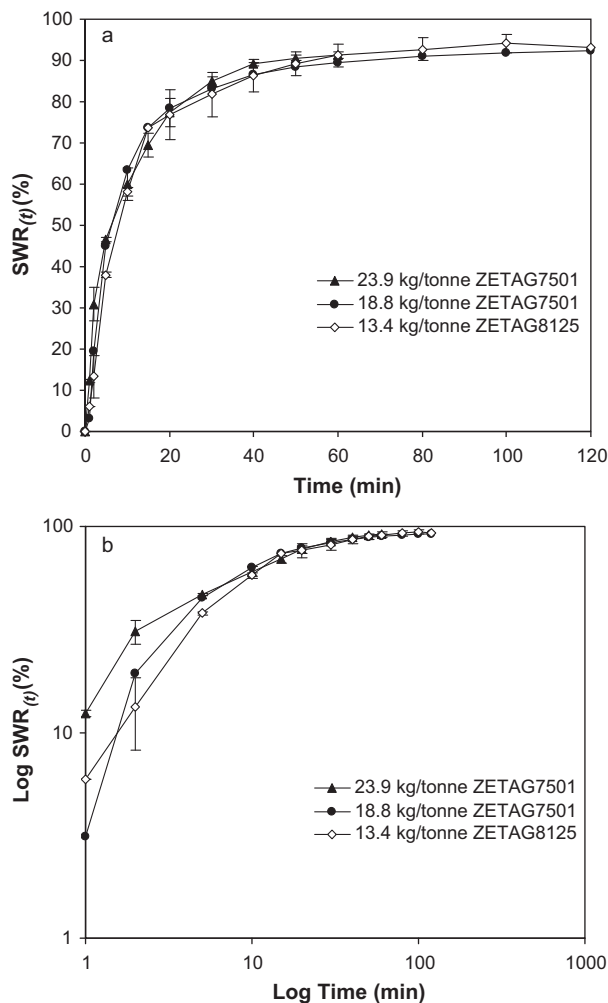 a
100
90
80
70
60
50
40
30
20
10
0
SWR(t)(%)
23.9 kg/tonne ZETAG7501
18.8 kg/tonne ZETAG7501
13.4 kg/tonne ZETAG8125
0 20 40 60 80 100 120
Time (min)
b
100
10
1
Log SWR(t)(%)
23.9 kg/tonne ZETAG7501
18.8 kg/tonne ZETAG7501
13.4 kg/tonne ZETAG8125
1 10 100 1000
Log Time (min)